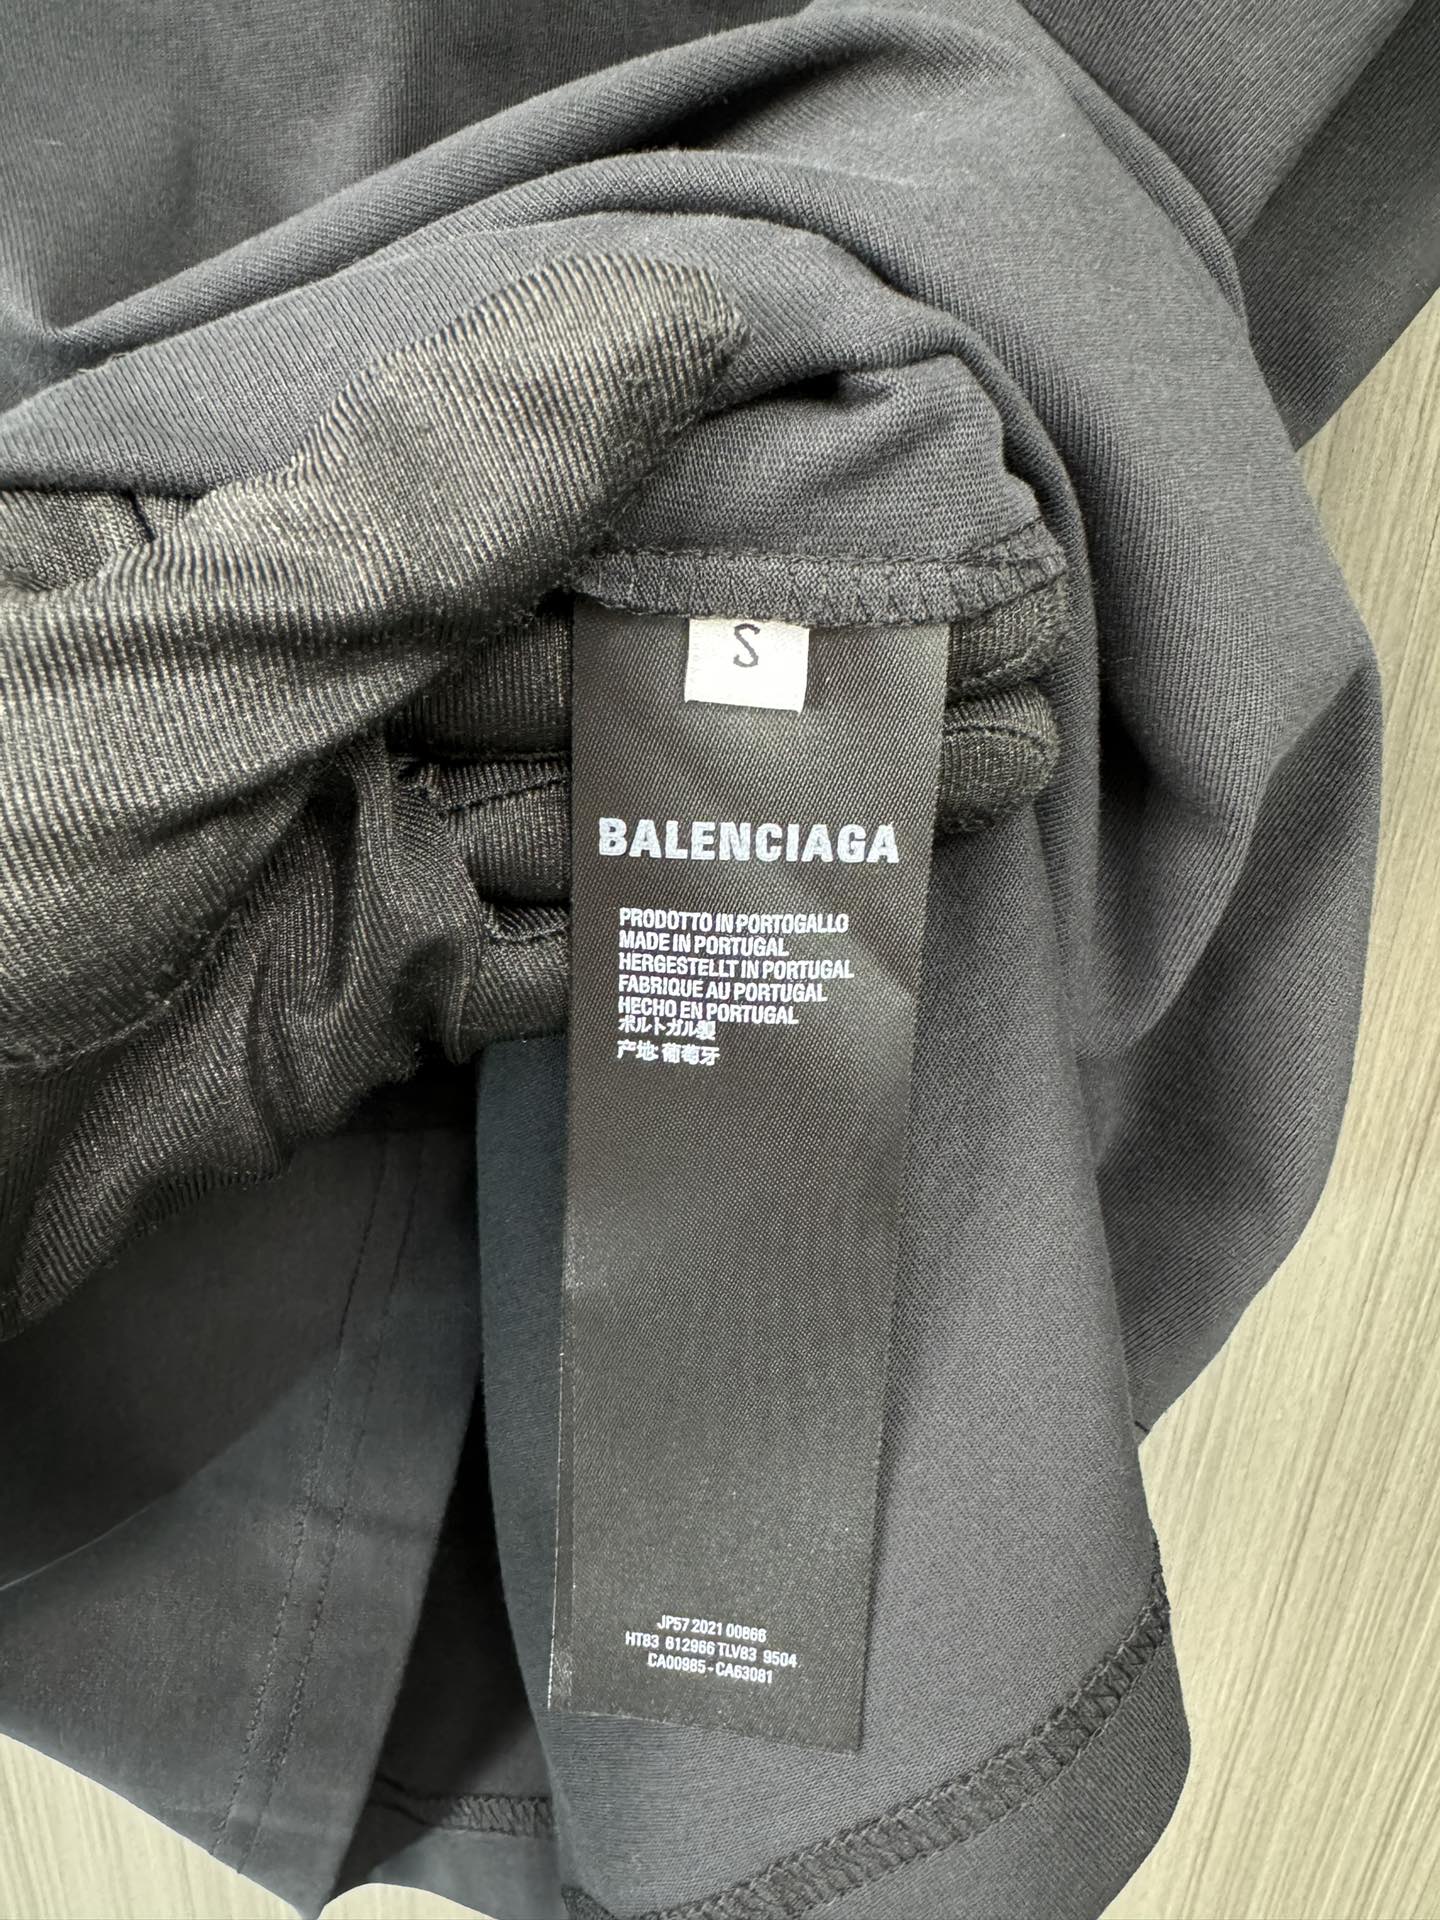 S
BALENCIAGA
PRODOTTO IN PORTOGALLO
MADE IN PORTUGAL
HERGESTELLT IN PORTUGAL
FABRIQUE AU PORTUGAL
HECHO EN PORTUGAL
ポルトガル製
产地:葡萄牙
JP57 2021 00866
HT83 612966 TLV83 9504
CA00985-CA63081